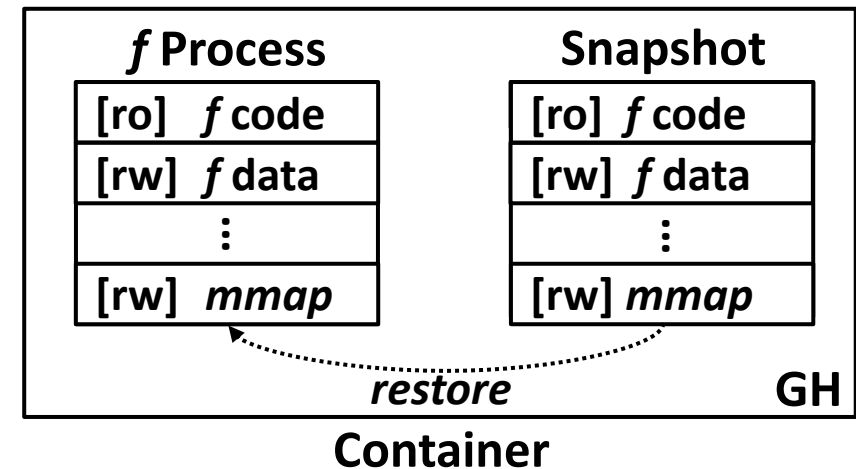 f Process
[ro] f code
[rw] f data
⋮
[rw] mmap
Snapshot
[ro] f code
[rw] f data
⋮
[rw] mmap
restore
GH
Container